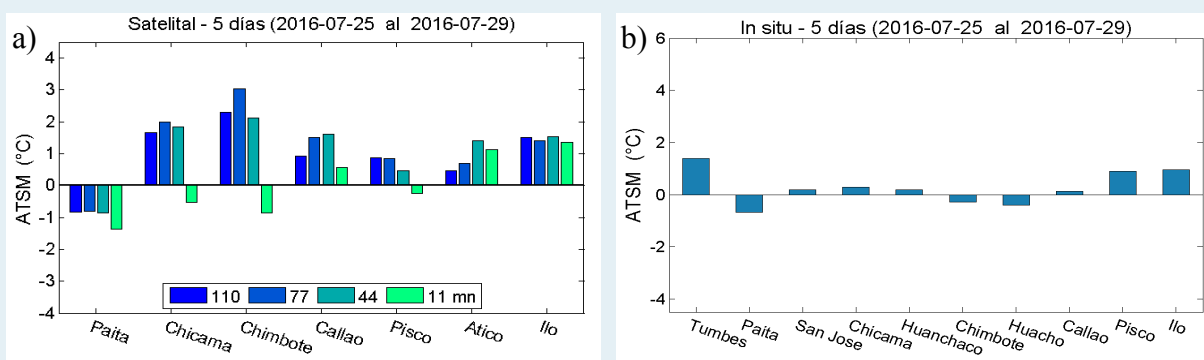 a)
Satelital - 5 días (2016-07-25 al 2016-07-29)
ATSM (°C)
4
3
2
1
0
-1
-2
-3
-4
110 77 44 11 mn
Paita Chicama Chimbote Callao Pisco Atico Ilo
b)
In situ - 5 días (2016-07-25 al 2016-07-29)
ATSM (°C)
6
4
2
0
-2
-4
Tumbes Paita San Jose Chicama Huanchaco Chimbote Huacho Callao Pisco Ilo